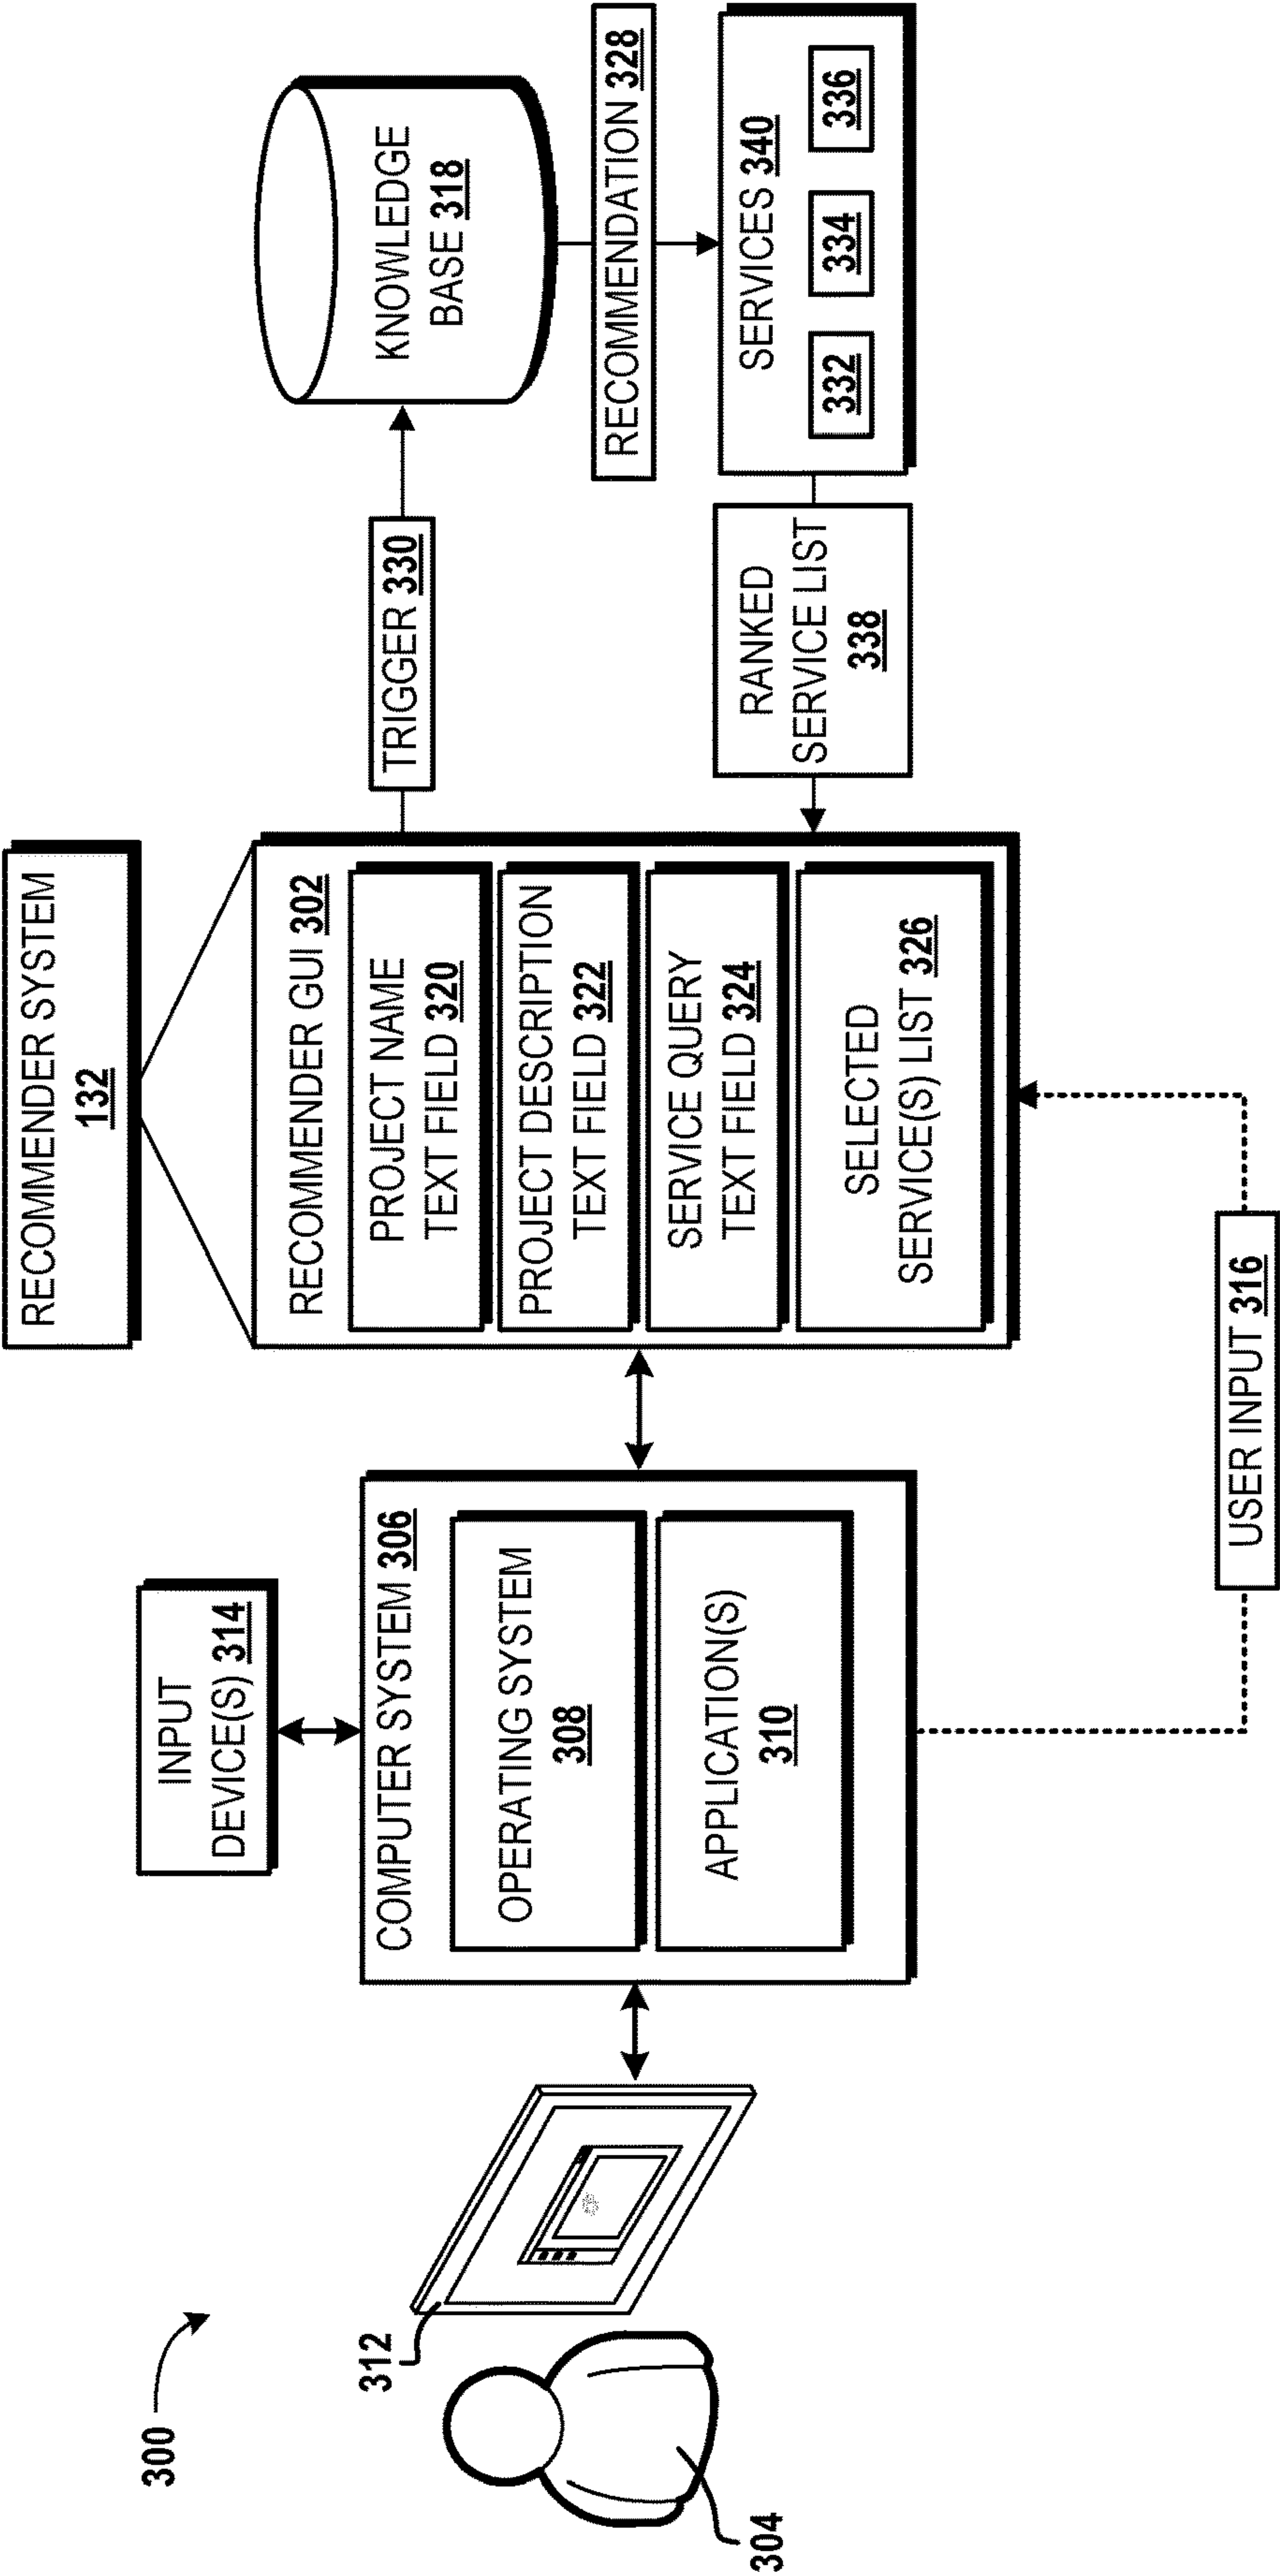 300
304
312
INPUT
DEVICE(S) 314
COMPUTER SYSTEM 306
OPERATING SYSTEM
308
APPLICATION(S)
310
USER INPUT 316
RECOMMENDER SYSTEM
132
RECOMMENDER GUI 302
PROJECT NAME
TEXT FIELD 320
PROJECT DESCRIPTION
TEXT FIELD 322
SERVICE QUERY
TEXT FIELD 324
SELECTED
SERVICE(S) LIST 326
TRIGGER 330
KNOWLEDGE
BASE 318
RECOMMENDATION 328
SERVICES 340
332
334
336
RANKED
SERVICE LIST
338